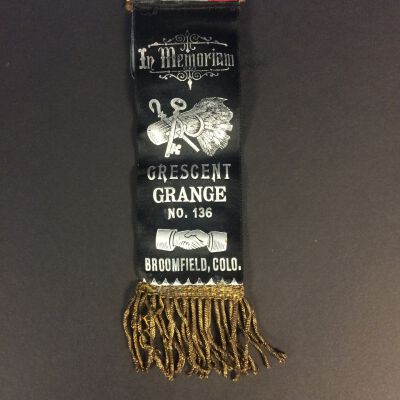 In Memoriam
CRESCENT
GRANGE
NO. 136
BROOMFIELD, COLO.